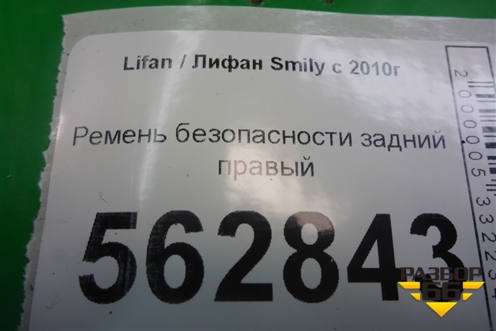 Lifan / Лифан Smily с 2010г
Ремень безопасности задний
правый
562843
РАЗБОР
66